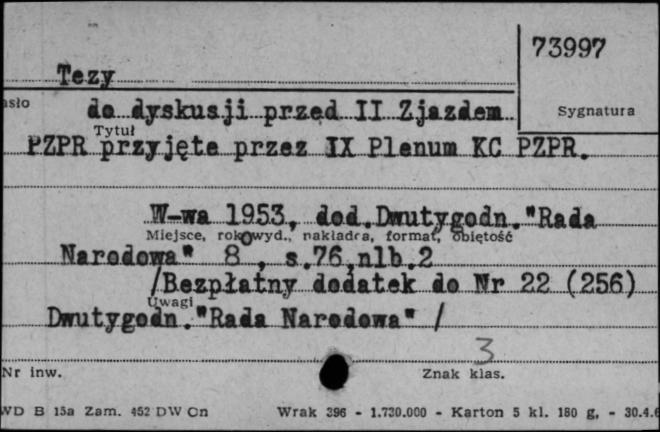 73997
Tezy
asło
do dyskusji przed II Zjazdem
Sygnatura
Tytuł
PZPR przyjęte przez IX Plenum KC PZPR.
W-wa 1953, dod.Dwutygodn."Rada
Miejsce, rok wyd., nakładca, format, objętość
Narodowa" 8°, s.76,nlb.2
/Bezpłatny dodatek do Nr 22 (256)
Uwagi
Dwutygodn."Rada Narodowa" /
3
Nr inw.
Znak klas.
WD B 15a Zam. 452 DW Cn
Wrak 396 - 1.730.000 - Karton 5 kl. 180 g, - 30.4.6